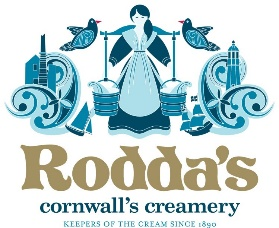 Rodda's
cornwall's creamery
KEEPERS OF THE CREAM SINCE 1890